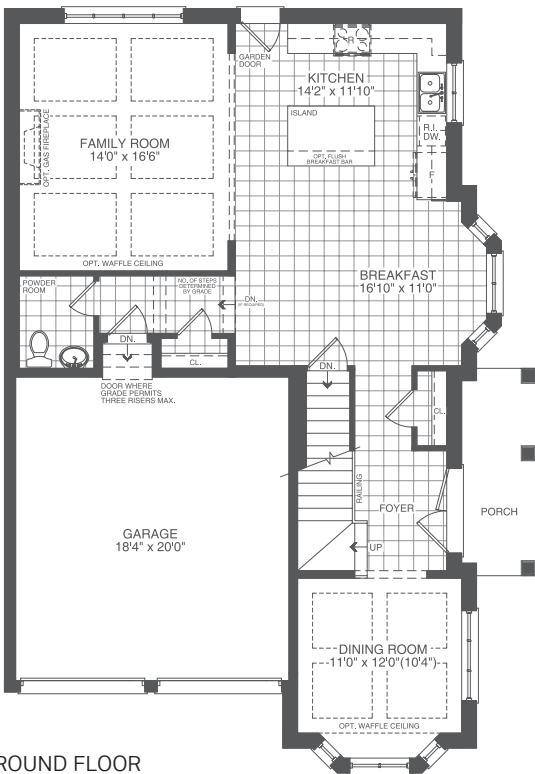 R
GARDEN
DOOR
KITCHEN
14'2" x 11'10"
ISLAND
OPT. FLUSH
BREAKFAST BAR
R.I.
DW.
F
OPT. GAS FIREPLACE
FAMILY ROOM
14'0" x 16'6"
OPT. WAFFLE CEILING
BREAKFAST
16'10" x 11'0"
POWDER
ROOM
NO. OF STEPS
DETERMINED
BY GRADE
DN.
(IF REQUIRED)
DN.
CL.
DOOR WHERE
GRADE PERMITS
THREE RISERS MAX.
DN.
CL.
RAILING
FOYER
PORCH
UP
GARAGE
18'4" x 20'0"
DINING ROOM
11'0" x 12'0"(10'4")
OPT. WAFFLE CEILING
ROUND FLOOR